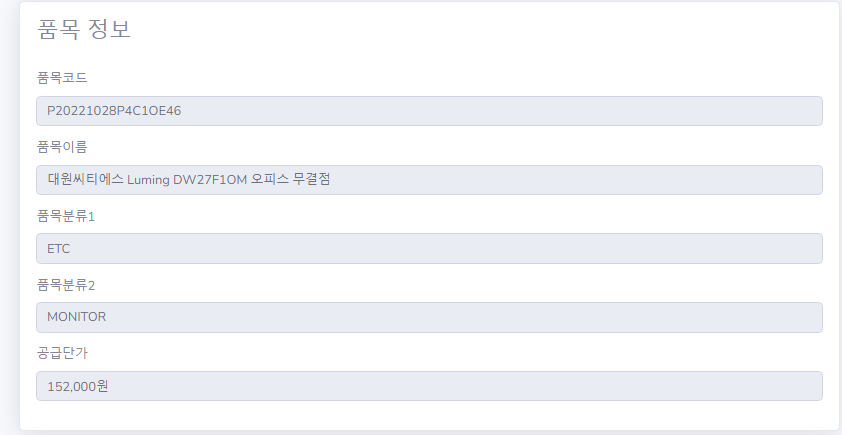 품목 정보
품목코드
P20221028P4C1OE46
품목이름
대원씨티에스 Luming DW27F1OM 오피스 무결점
품목분류1
ETC
품목분류2
MONITOR
공급단가
152,000원